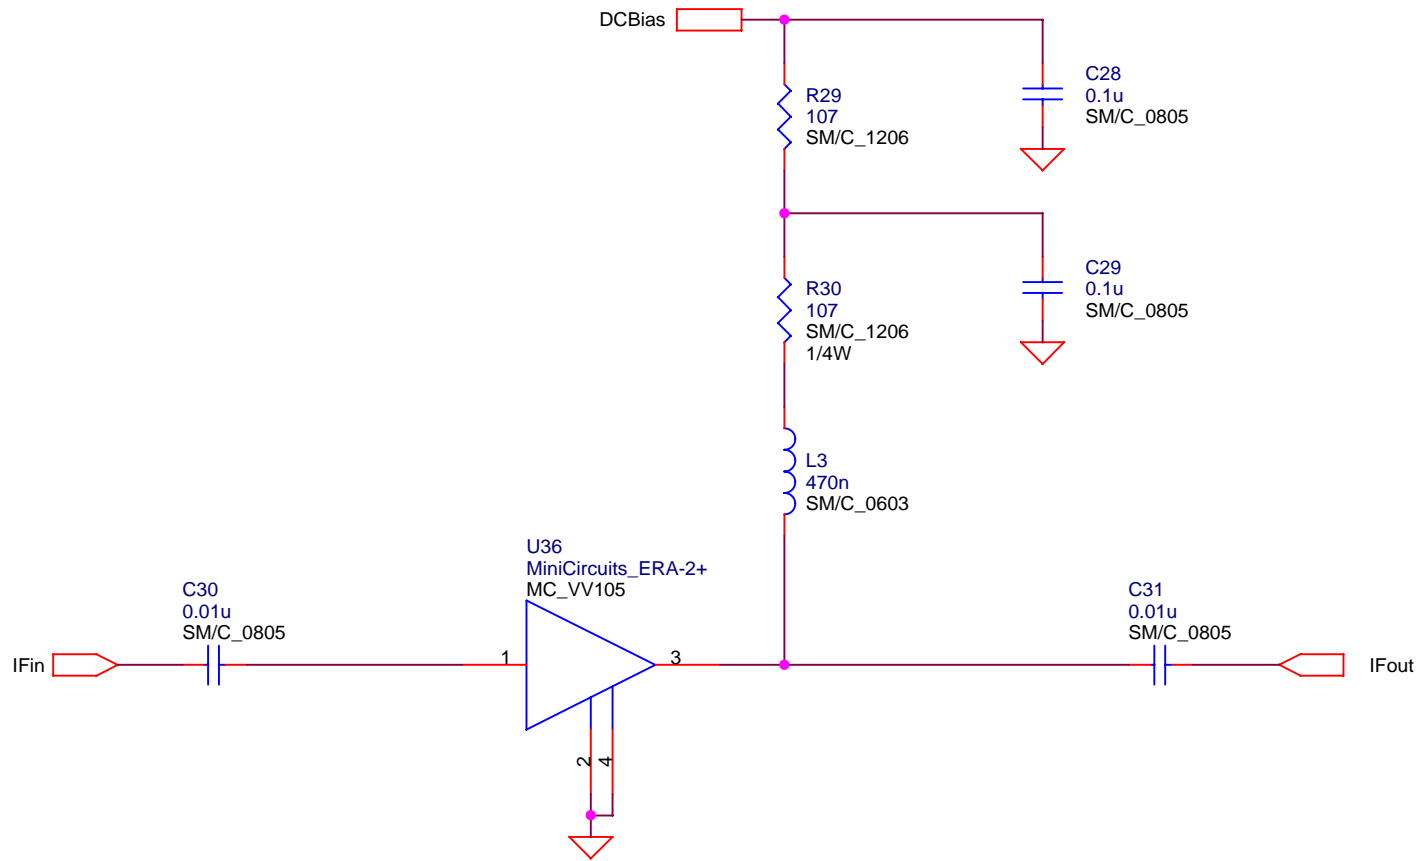 DCBias
C28
0.1u
SM/C_0805
R29
107
SM/C_1206
C29
0.1u
SM/C_0805
R30
107
SM/C_1206
1/4W
L3
470n
SM/C_0603
U36
MiniCircuits_ERA-2+
MC_VV105
C30
0.01u
SM/C_0805
C31
0.01u
SM/C_0805
IFin
1
3
IFout
2
4